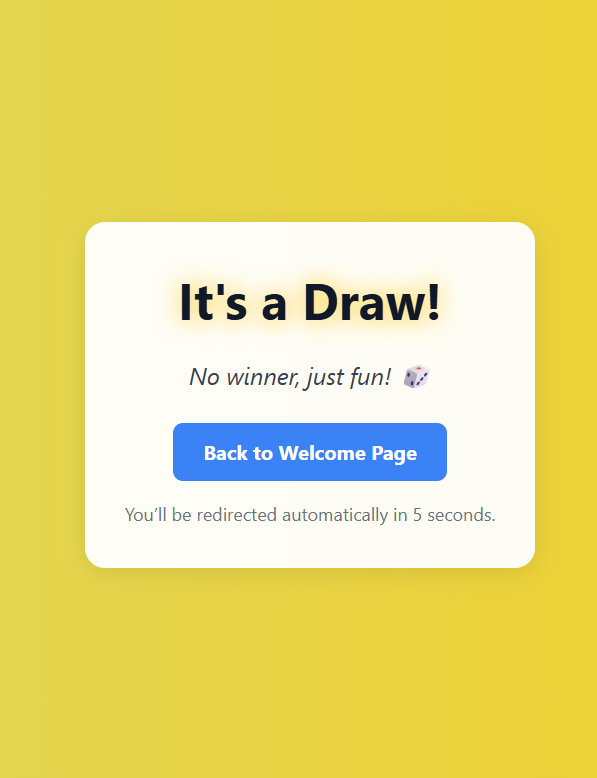 It's a Draw!
No winner, just fun! 🎲
Back to Welcome Page
You’ll be redirected automatically in 5 seconds.